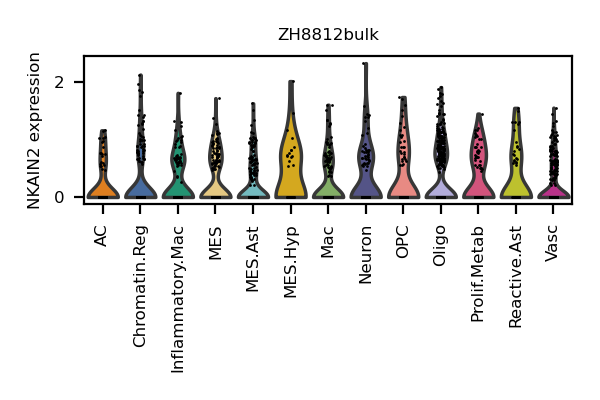 ZH8812bulk
NKAIN2 expression
2
0
AC
Chromatin.Reg
Inflammatory.Mac
MES
MES.Ast
MES.Hyp
Mac
Neuron
OPC
Oligo
Prolif.Metab
Reactive.Ast
Vasc